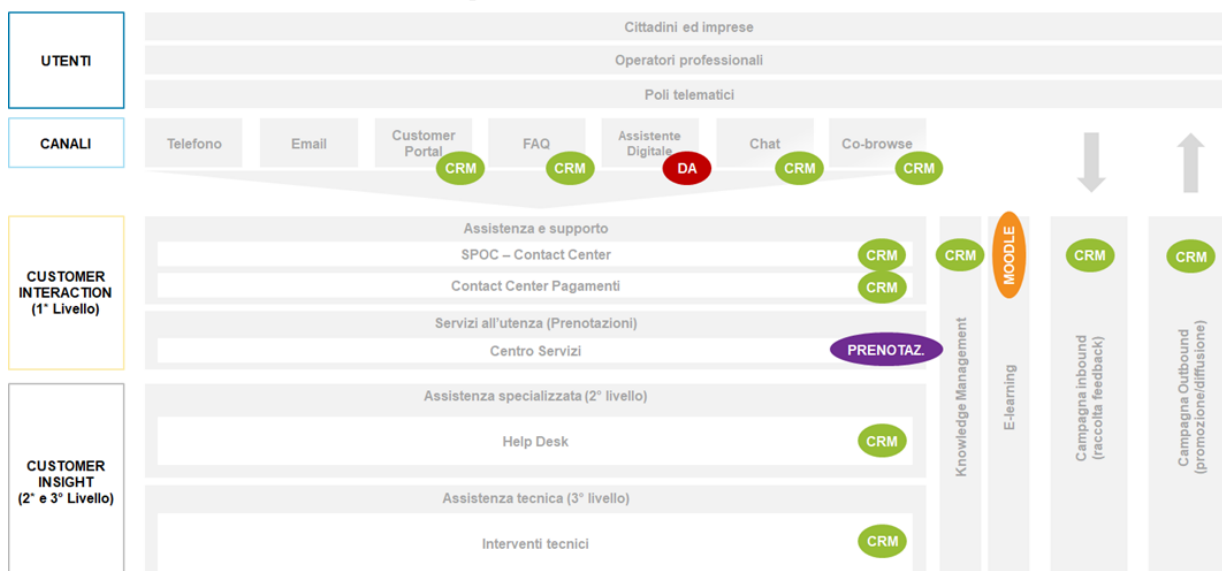 Cittadini ed imprese
UTENTI
Operatori professionali
Poli telematici
CANALI
Telefono
Email
Customer
Portal
CRM
FAQ
CRM
Assistente
Digitale
DA
Chat
CRM
Co-browse
CRM
CUSTOMER
INTERACTION
(1° Livello)
Assistenza e supporto
SPOC – Contact Center
CRM
Contact Center Pagamenti
CRM
Servizi all'utenza (Prenotazioni)
Centro Servizi
PRENOTAZ.
CUSTOMER
INSIGHT
(2° e 3° Livello)
Assistenza specializzata (2° livello)
Help Desk
CRM
Assistenza tecnica (3° livello)
Interventi tecnici
CRM
CRM
Knowledge Management
MOODLE
E-learning
CRM
Campagna inbound
(raccolta feedback)
CRM
Campagna Outbound
(promozione/diffusione)